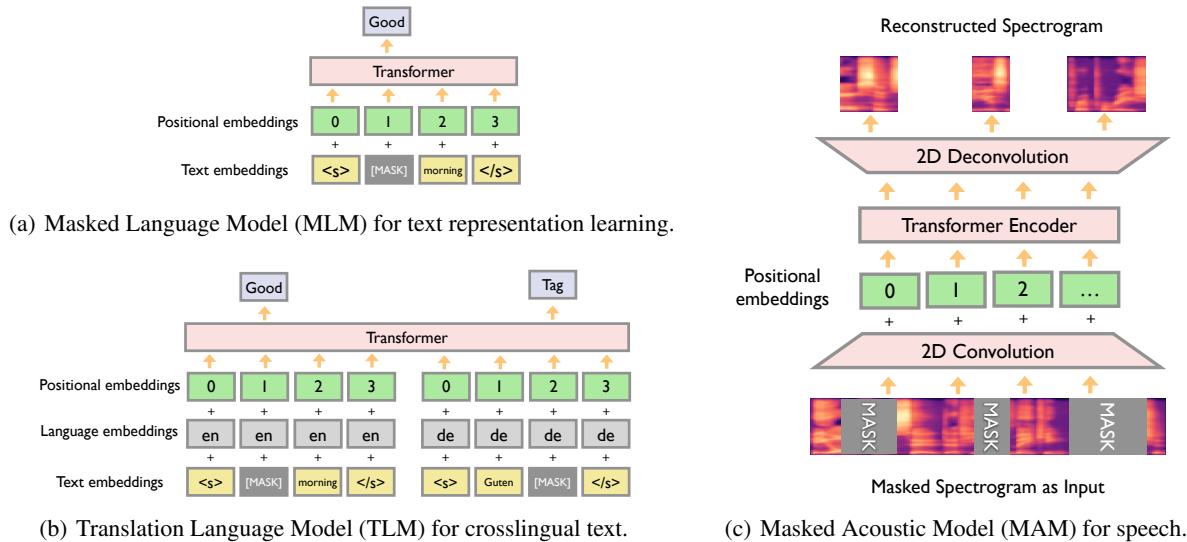 Good
Transformer
Positional embeddings 0 1 2 3
+ + + +
Text embeddings <s> [MASK] morning </s>
(a) Masked Language Model (MLM) for text representation learning.
Good Tag
Transformer
Positional embeddings 0 1 2 3 0 1 2 3
+ + + + + + + +
Language embeddings en en en en de de de de
+ + + + + + + +
Text embeddings <s> [MASK] morning </s> <s> Guten [MASK] </s>
(b) Translation Language Model (TLM) for crosslingual text.
Reconstructed Spectrogram
2D Deconvolution
Transformer Encoder
Positional
embeddings
0 1 2 ...
+ + + +
2D Convolution
MASK MASK MASK
Masked Spectrogram as Input
(c) Masked Acoustic Model (MAM) for speech.